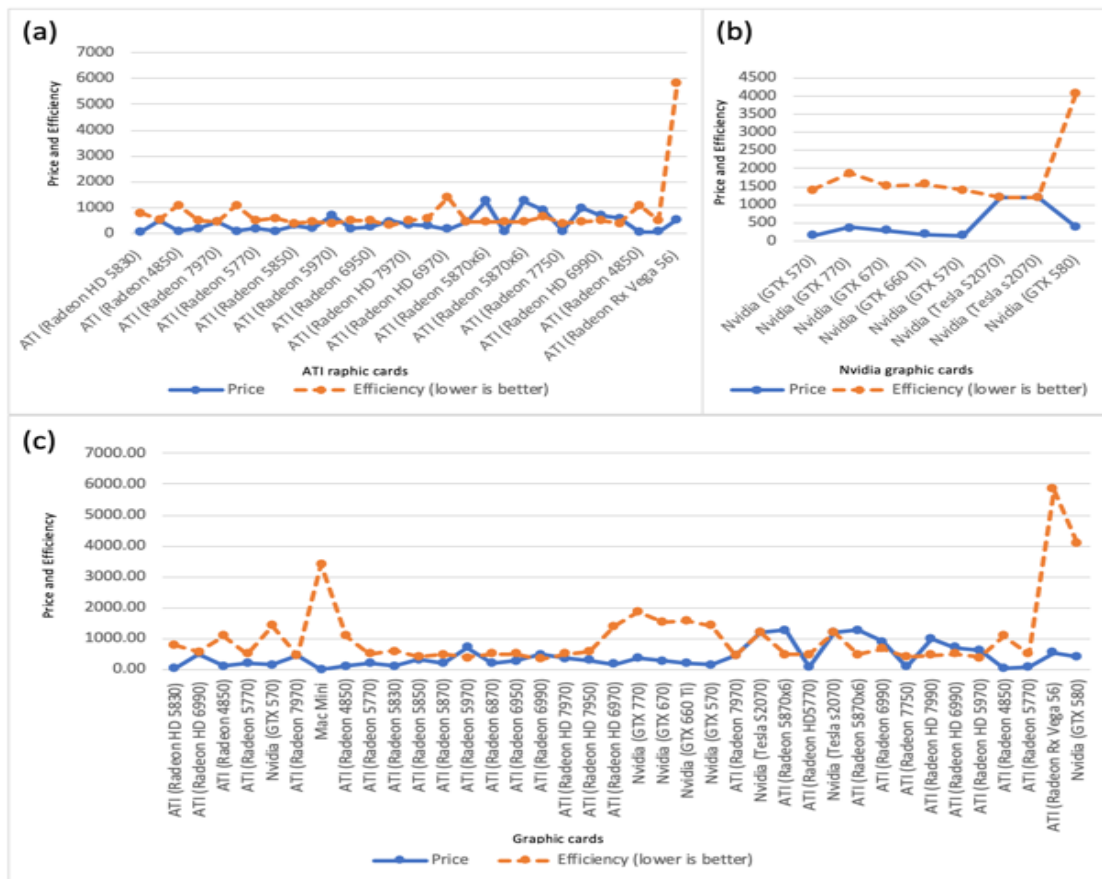 (a)
7000
6000
5000
4000
3000
2000
1000
0
Price and Efficiency
ATI (Radeon HD 5830)
ATI (Radeon 4850)
ATI (Radeon 7970)
ATI (Radeon 5770)
ATI (Radeon 5850)
ATI (Radeon 5970)
ATI (Radeon 6950)
ATI (Radeon HD 7970)
ATI (Radeon HD 6970)
ATI (Radeon 5870x6)
ATI (Radeon 5870x6)
ATI (Radeon 7750)
ATI (Radeon HD 6990)
ATI (Radeon 4850)
ATI (Radeon Rx Vega 56)
ATI raphic cards
Price
Efficiency (lower is better)
(b)
4500
4000
3500
3000
2500
2000
1500
1000
500
0
Price and Efficiency
Nvidia (GTX 570)
Nvidia (GTX 770)
Nvidia (GTX 670)
Nvidia (GTX 660 Ti)
Nvidia (GTX 570)
Nvidia (Tesla S2070)
Nvidia (Tesla s2070)
Nvidia (GTX 580)
Nvidia graphic cards
Price
Efficiency (lower is better)
(c)
7000.00
6000.00
5000.00
4000.00
3000.00
2000.00
1000.00
0.00
Price and Efficiency
ATI (Radeon HD 5830)
ATI (Radeon HD 6990)
ATI (Radeon 4850)
ATI (Radeon 5770)
Nvidia (GTX 570)
ATI (Radeon 7970)
Mac Mini
ATI (Radeon 4850)
ATI (Radeon 5770)
ATI (Radeon 5830)
ATI (Radeon 5850)
ATI (Radeon 5870)
ATI (Radeon 5970)
ATI (Radeon 6870)
ATI (Radeon 6950)
ATI (Radeon 6990)
ATI (Radeon HD 7970)
ATI (Radeon HD 7950)
ATI (Radeon HD 6970)
Nvidia (GTX 770)
Nvidia (GTX 670)
Nvidia (GTX 660 Ti)
Nvidia (GTX 570)
ATI (Radeon 7970)
Nvidia (Tesla S2070)
ATI (Radeon 5870x6)
ATI (Radeon HD5770)
Nvidia (Tesla s2070)
ATI (Radeon 5870x6)
ATI (Radeon 6990)
ATI (Radeon 7750)
ATI (Radeon HD 7990)
ATI (Radeon HD 6990)
ATI (Radeon HD 5970)
ATI (Radeon 4850)
ATI (Radeon 5770)
ATI (Radeon Rx Vega 56)
Nvidia (GTX 580)
Graphic cards
Price
Efficiency (lower is better)